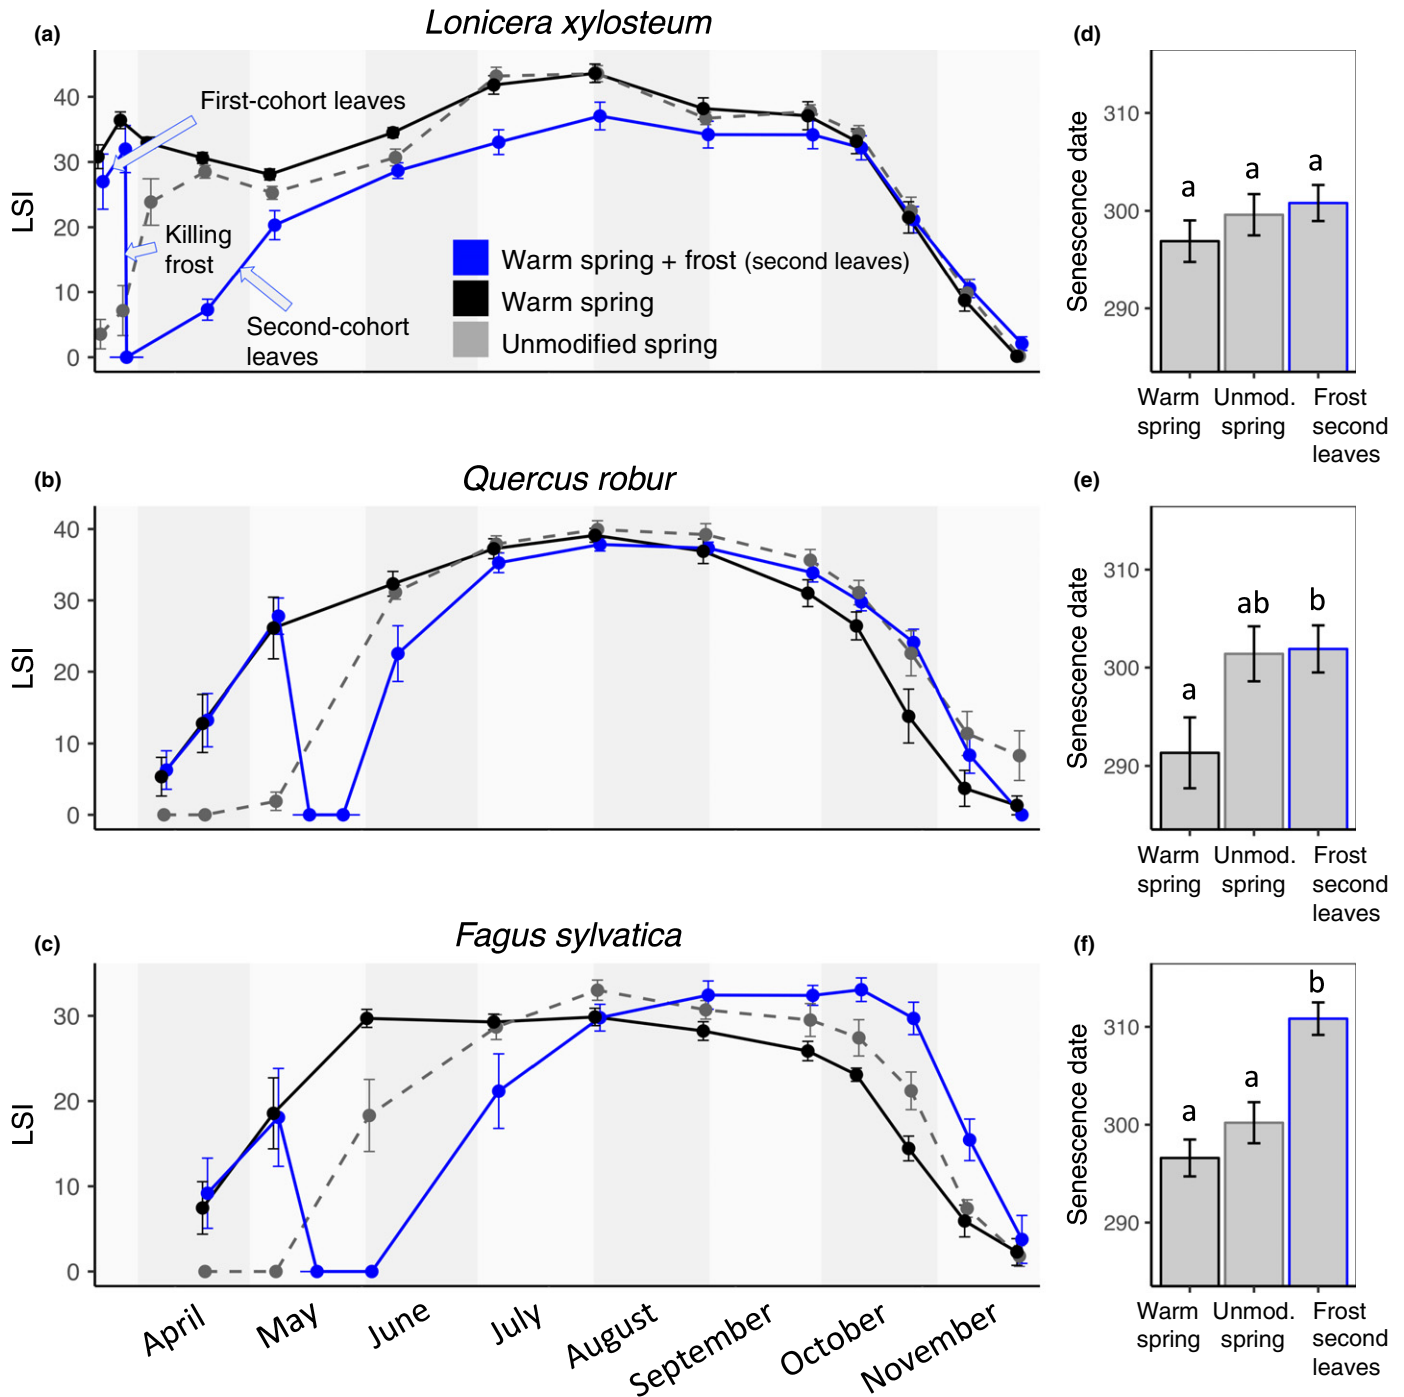 (a)
Lonicera xylosteum
LSI
40
30
20
10
0
First-cohort leaves
Killing
frost
Second-cohort
leaves
Warm spring + frost (second leaves)
Warm spring
Unmodified spring
(d)
Senescence date
310
300
290
a
a
a
Warm
spring
Unmod.
spring
Frost
second
leaves
(b)
Quercus robur
LSI
40
30
20
10
0
(e)
Senescence date
310
300
290
a
ab
b
Warm
spring
Unmod.
spring
Frost
second
leaves
(c)
Fagus sylvatica
LSI
30
20
10
0
April
May
June
July
August
September
October
November
(f)
Senescence date
310
300
290
a
a
b
Warm
spring
Unmod.
spring
Frost
second
leaves